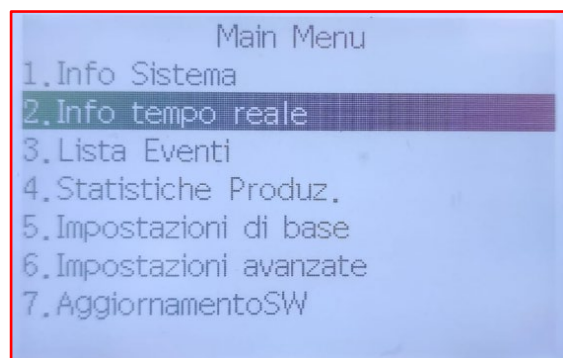 Main Menu
1.Info Sistema
2.Info tempo reale
3.Lista Eventi
4.Statistiche Produz.
5.Impostazioni di base
6.Impostazioni avanzate
7.AggiornamentoSW